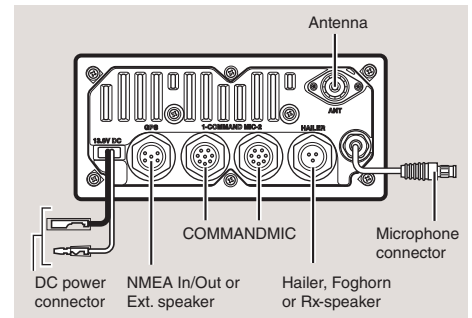 Antenna
ANT
GPS
1-COMMAND MIC-2
HAILER
13.8V DC
COMMANDMIC
Microphone
connector
DC power
connector
NMEA In/Out or
Ext. speaker
Hailer, Foghorn
or Rx-speaker